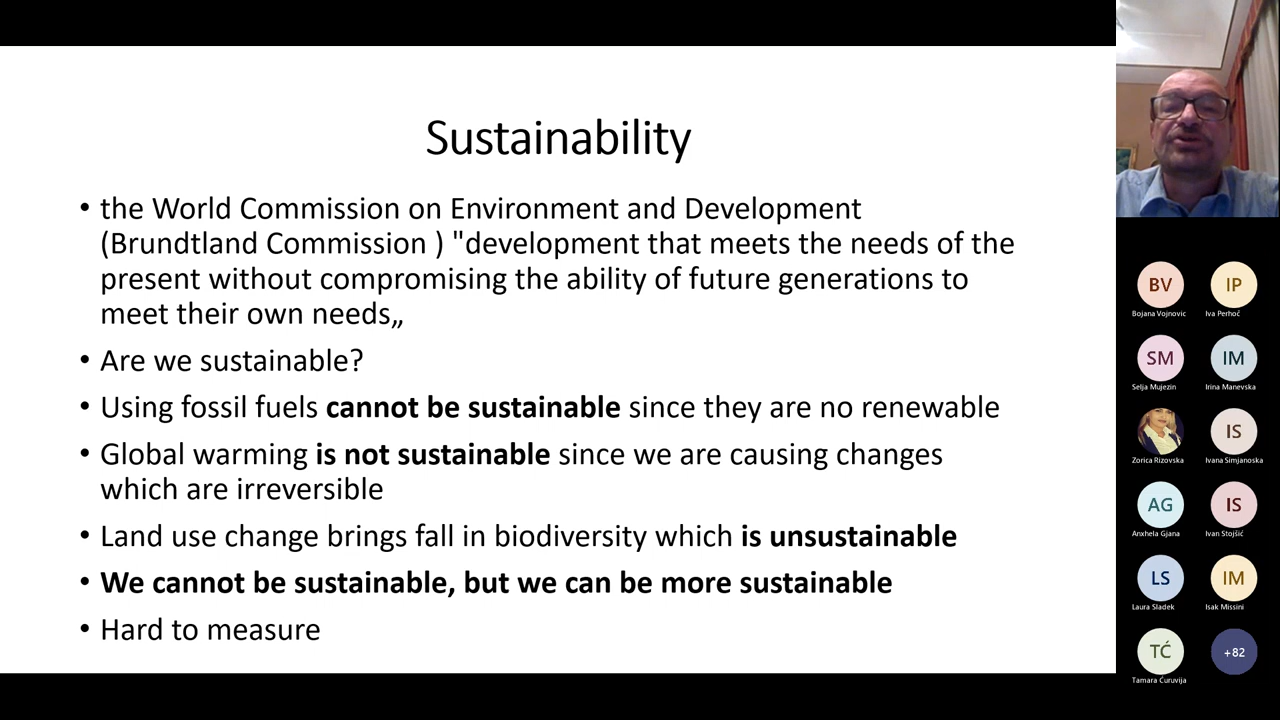 Sustainability
• the World Commission on Environment and Development
(Brundtland Commission ) "development that meets the needs of the
present without compromising the ability of future generations to
meet their own needs„
• Are we sustainable?
• Using fossil fuels cannot be sustainable since they are no renewable
• Global warming is not sustainable since we are causing changes
which are irreversible
• Land use change brings fall in biodiversity which is unsustainable
• We cannot be sustainable, but we can be more sustainable
• Hard to measure
BV IP
Bojana Vojnovic Iva Perhoč
SM IM
Selja Mujezin Irina Manevska
IS
Zorica Rizovska Ivana Simjanoska
AG IS
Anxhela Gjana Ivan Stojšić
LS IM
Laura Sladek Isak Missini
TĆ +82
Tamara Ćuruvija